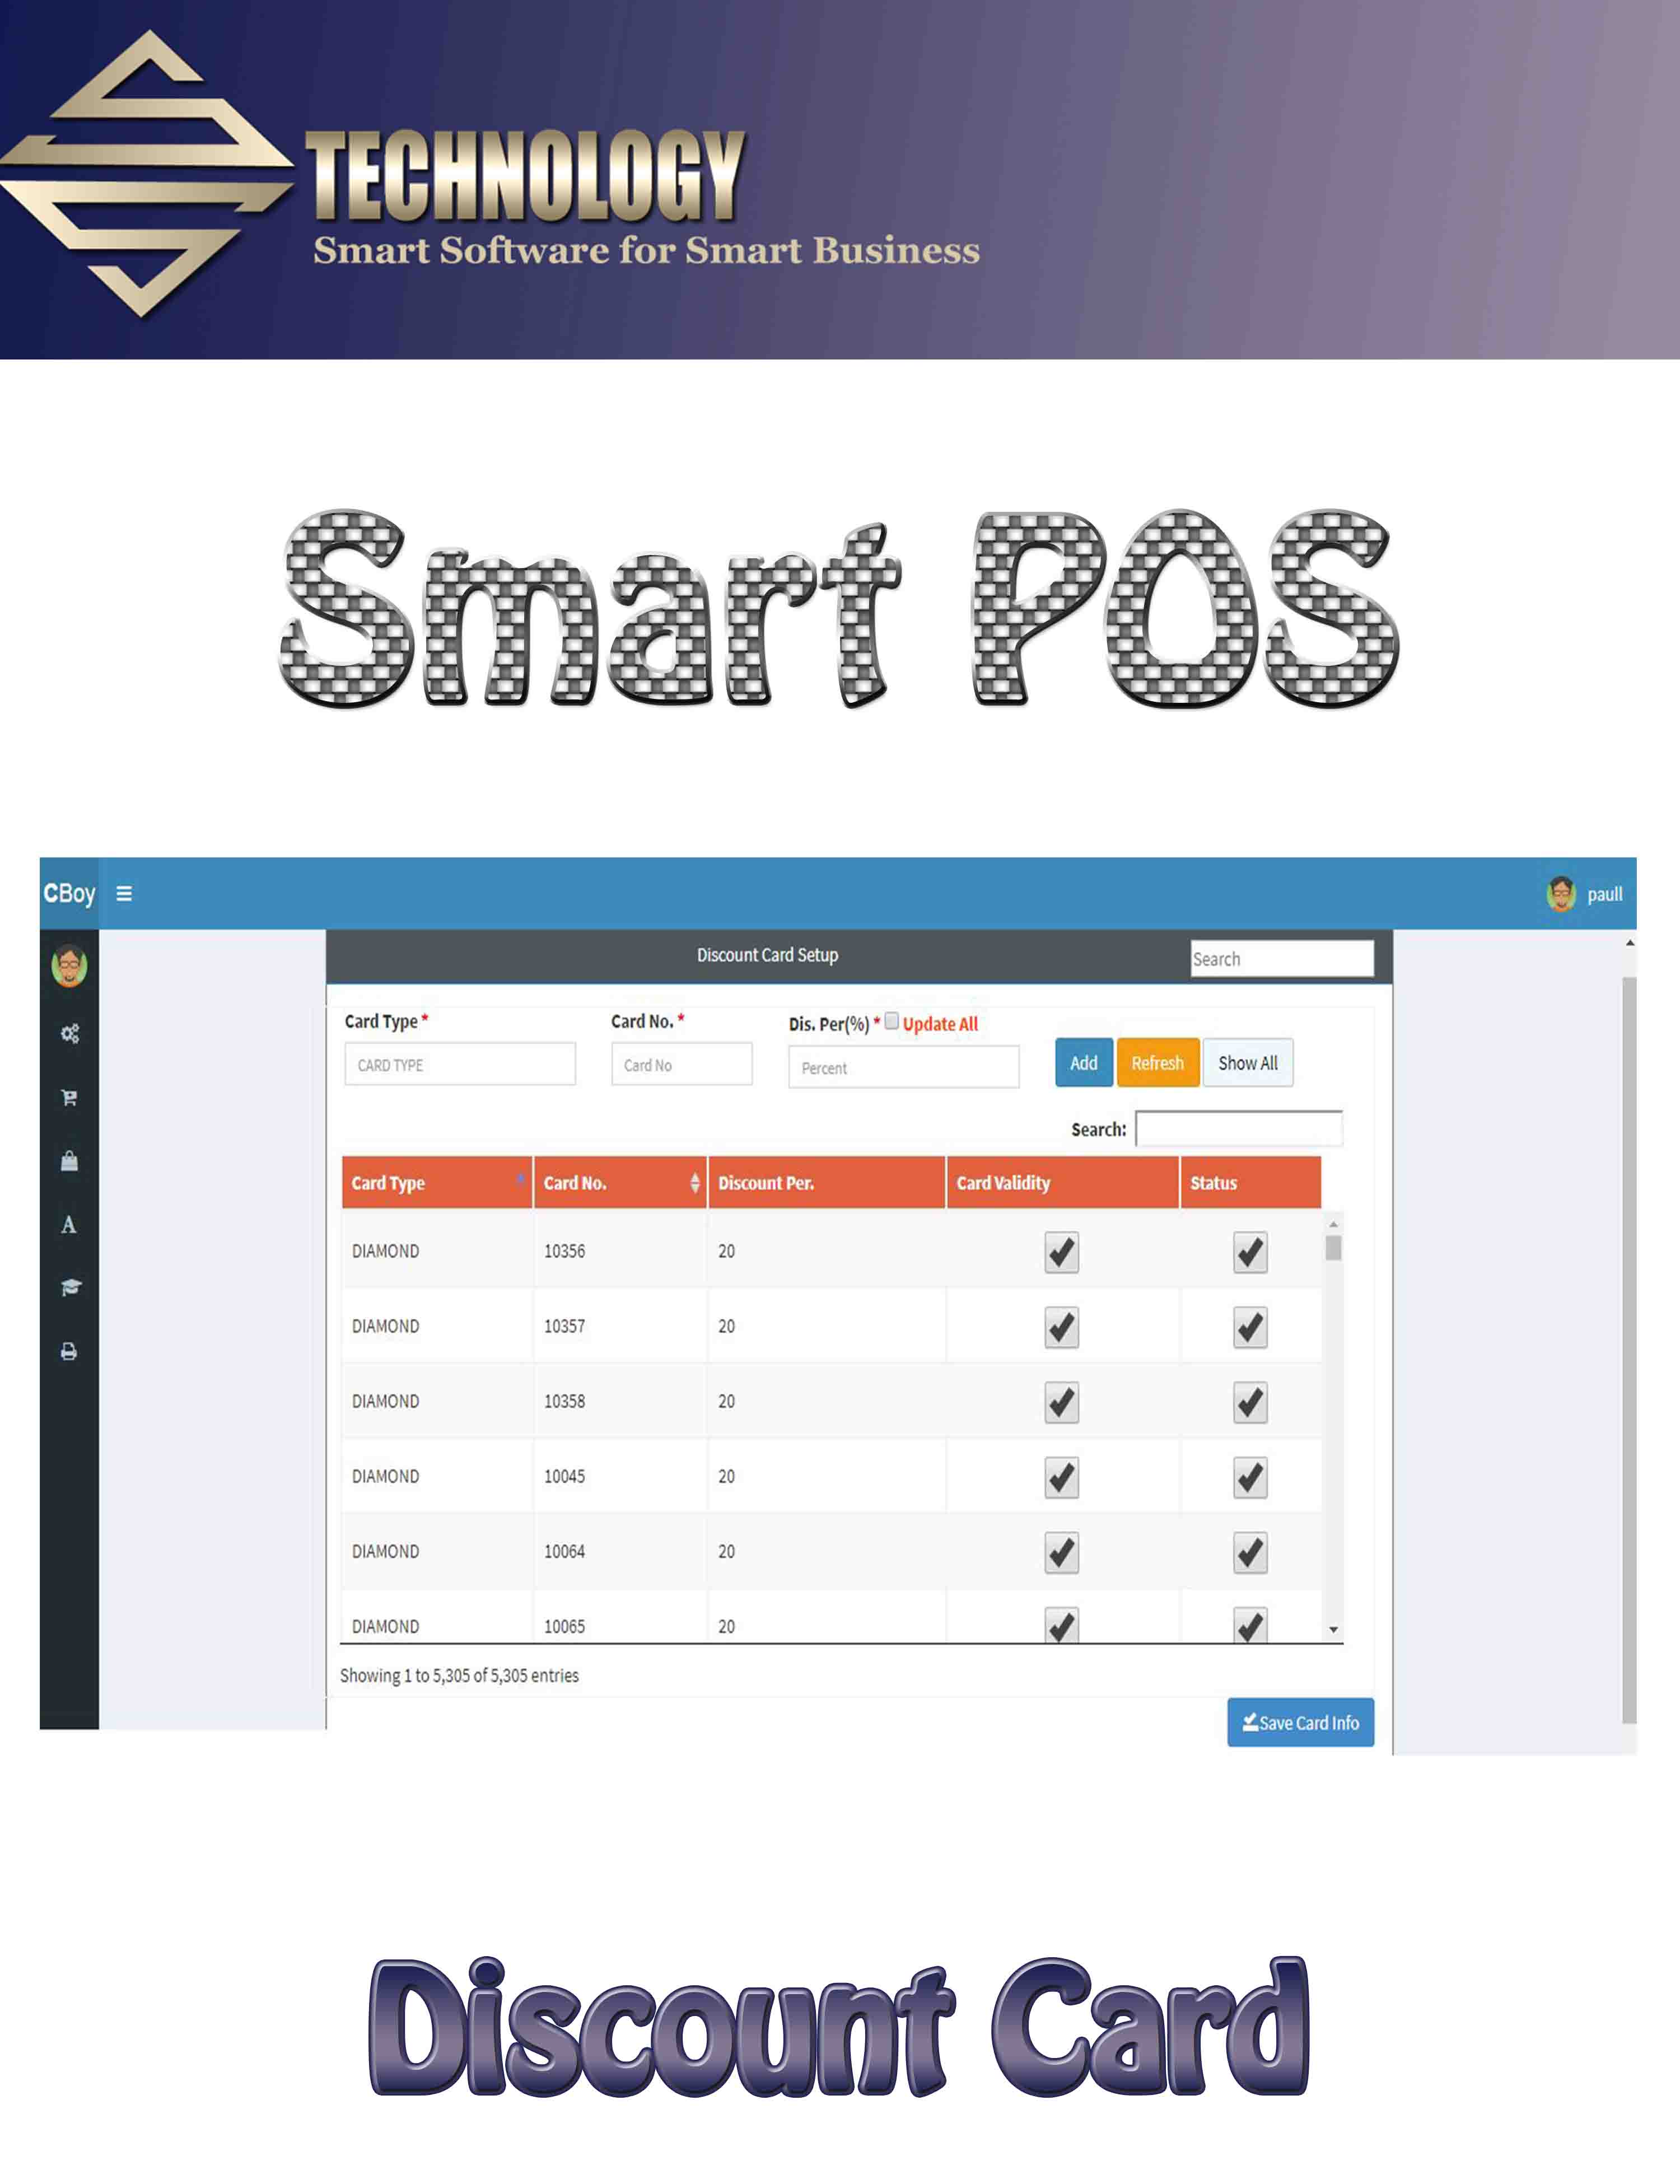 TECHNOLOGY
Smart Software for Smart Business
Smart POS
CBoy paull
Discount Card Setup Search
Card Type * Card No. * Dis. Per(%) * Update All
CARD TYPE Card No Percent Add Refresh Show All
Search:
Card Type Card No. Discount Per. Card Validity Status
DIAMOND 10356 20
DIAMOND 10357 20
DIAMOND 10358 20
DIAMOND 10045 20
DIAMOND 10064 20
DIAMOND 10065 20
Showing 1 to 5,305 of 5,305 entries
Save Card Info
Discount Card